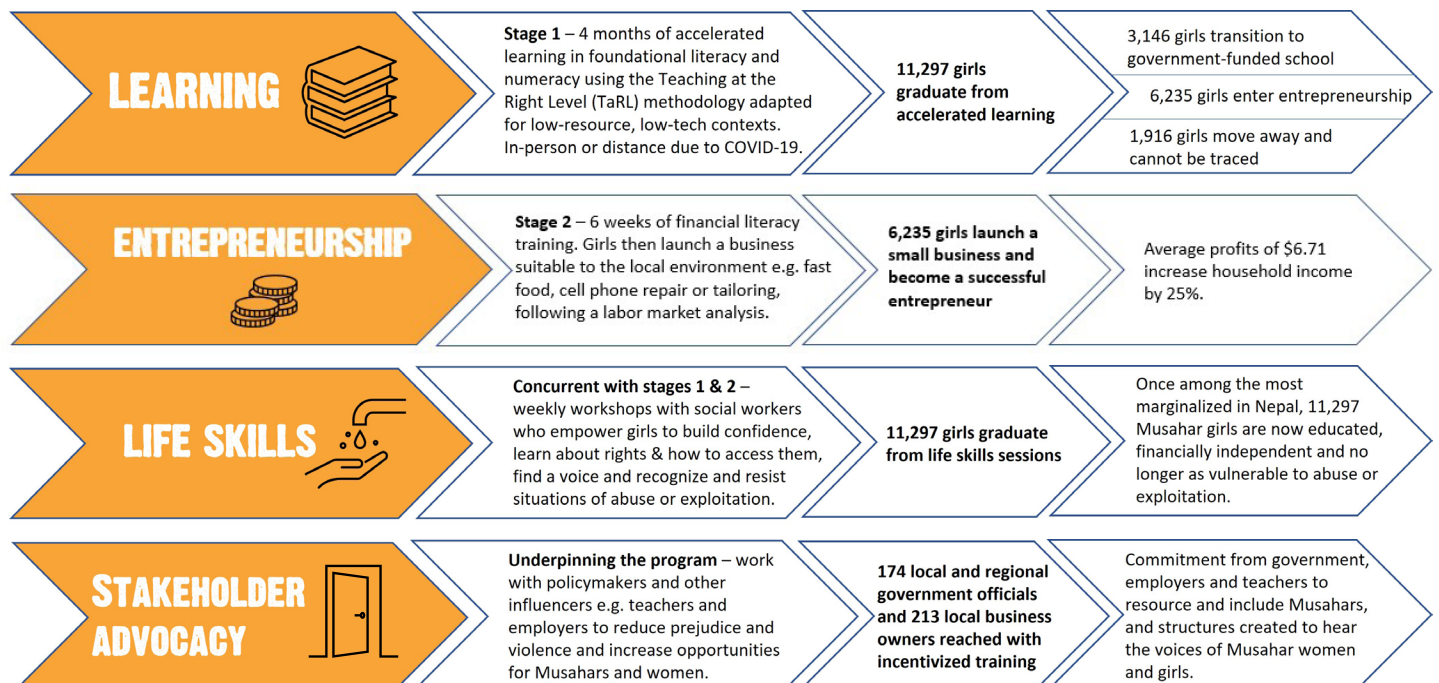 LEARNING
Stage 1 – 4 months of accelerated
learning in foundational literacy and
numeracy using the Teaching at the
Right Level (TaRL) methodology adapted
for low-resource, low-tech contexts.
In-person or distance due to COVID-19.
11,297 girls
graduate from
accelerated learning
3,146 girls transition to
government-funded school
6,235 girls enter entrepreneurship
1,916 girls move away and
cannot be traced
ENTREPRENEURSHIP
Stage 2 – 6 weeks of financial literacy
training. Girls then launch a business
suitable to the local environment e.g. fast
food, cell phone repair or tailoring,
following a labor market analysis.
6,235 girls launch a
small business and
become a successful
entrepreneur
Average profits of $6.71
increase household income
by 25%.
LIFE SKILLS
Concurrent with stages 1 & 2 –
weekly workshops with social workers
who empower girls to build confidence,
learn about rights & how to access them,
find a voice and recognize and resist
situations of abuse or exploitation.
11,297 girls graduate
from life skills sessions
Once among the most
marginalized in Nepal, 11,297
Musahar girls are now educated,
financially independent and no
longer as vulnerable to abuse or
exploitation.
STAKEHOLDER
ADVOCACY
Underpinning the program – work
with policymakers and other
influencers e.g. teachers and
employers to reduce prejudice and
violence and increase opportunities
for Musahars and women.
174 local and regional
government officials
and 213 local business
owners reached with
incentivized training
Commitment from government,
employers and teachers to
resource and include Musahars,
and structures created to hear
the voices of Musahar women
and girls.